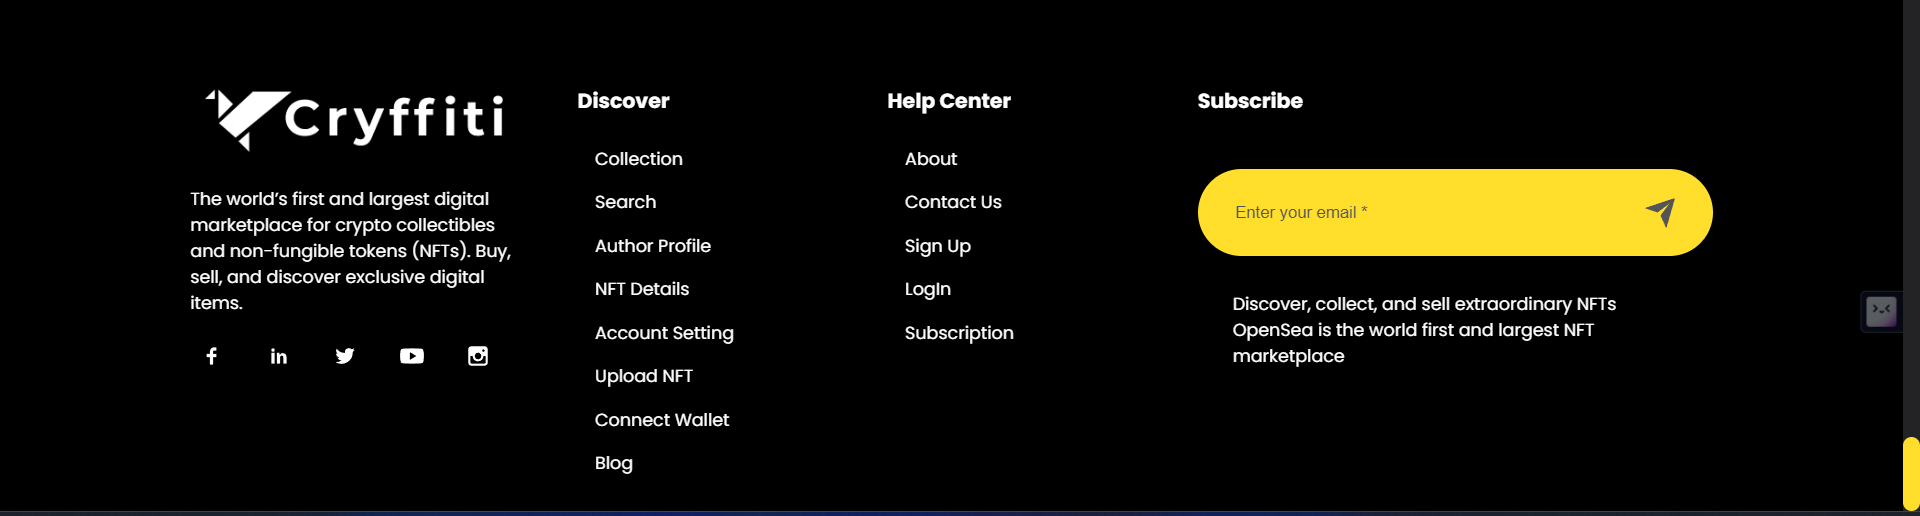 Cryffiti
The world's first and largest digital
marketplace for crypto collectibles
and non-fungible tokens (NFTs). Buy,
sell, and discover exclusive digital
items.
Discover
Collection
Search
Author Profile
NFT Details
Account Setting
Upload NFT
Connect Wallet
Blog
Help Center
About
Contact Us
Sign Up
LogIn
Subscription
Subscribe
Enter your email *
Discover, collect, and sell extraordinary NFTs
OpenSea is the world first and largest NFT
marketplace